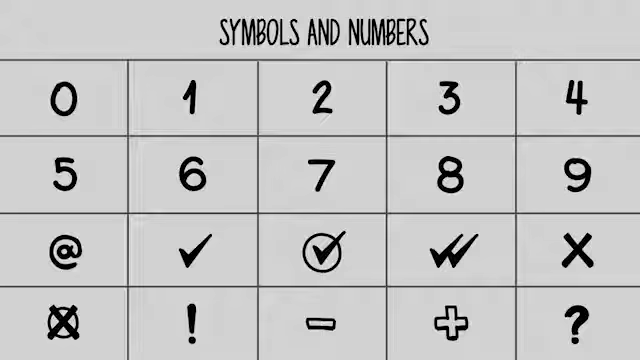 SYMBOLS AND NUMBERS
0 1 2 3 4
5 6 7 8 9
@ ✓ ✓ ✓✓ ✗
✗ ! - + ?